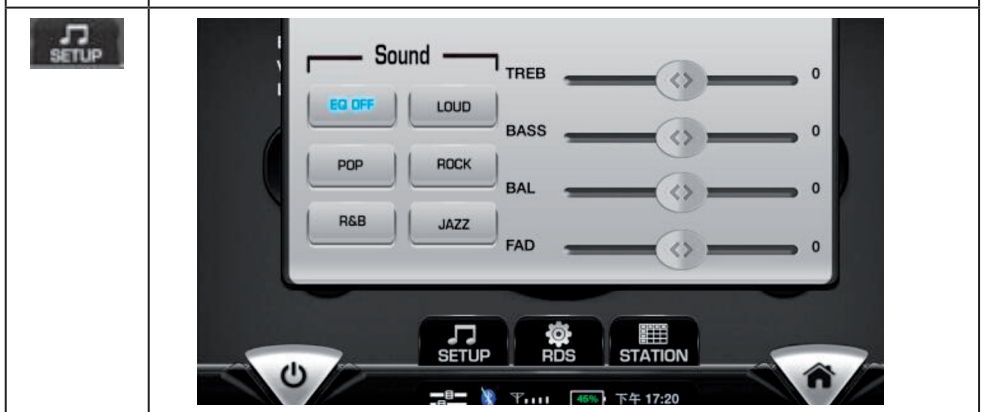 SETUP
Sound
EQ OFF
LOUD
POP
ROCK
R&B
JAZZ
TREB
0
BASS
0
BAL
0
FAD
0
SETUP
RDS
STATION
45%
下午 17:20